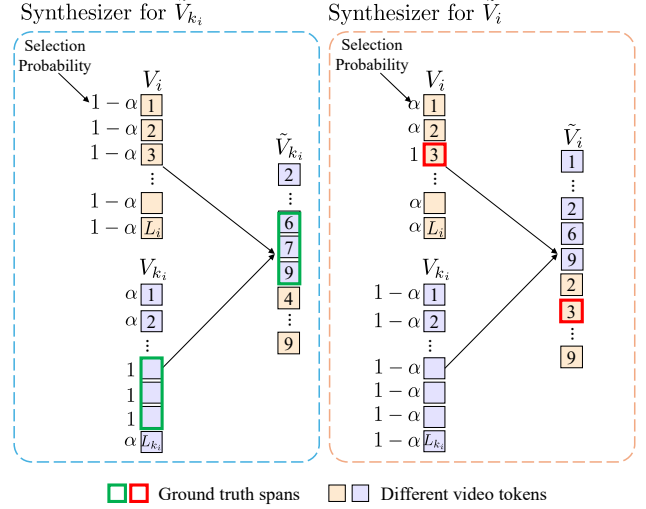 Synthesizer for Ṽ_{k_i}
Synthesizer for Ṽ_i
Selection
Probability
V_i
1 − α 1
1 − α 2
1 − α 3
⋮
1 − α
1 − α L_i
V_{k_i}
α 1
α 2
⋮
1
1
1
α L_{k_i}
Ṽ_{k_i}
2
⋮
6
7
9
4
⋮
9
Selection
Probability
V_i
α 1
α 2
1 3
⋮
α
α L_i
V_{k_i}
1 − α 1
1 − α 2
⋮
1 − α
1 − α
1 − α
1 − α L_{k_i}
Ṽ_i
1
⋮
2
6
9
2
3
⋮
9
Ground truth spans
Different video tokens